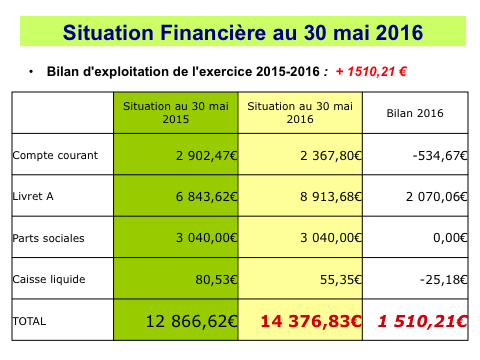 Situation Financière au 30 mai 2016
• Bilan d'exploitation de l'exercice 2015-2016 : + 1510,21 €
Situation au 30 mai 2015 Situation au 30 mai 2016 Bilan 2016
Compte courant 2 902,47€ 2 367,80€ -534,67€
Livret A 6 843,62€ 8 913,68€ 2 070,06€
Parts sociales 3 040,00€ 3 040,00€ 0,00€
Caisse liquide 80,53€ 55,35€ -25,18€
TOTAL 12 866,62€ 14 376,83€ 1 510,21€